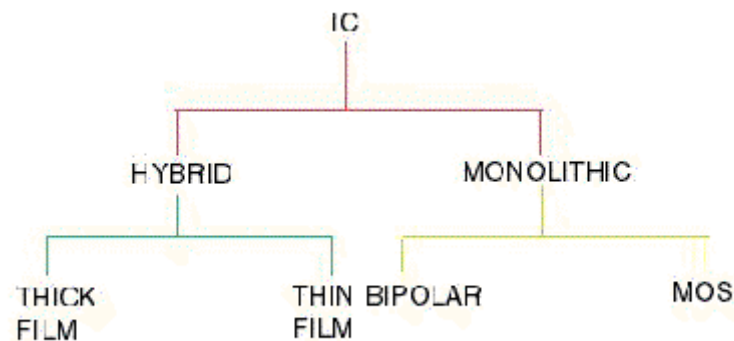 IC
HYBRID
MONOLITHIC
THICK
FILM
THIN
FILM
BIPOLAR
MOS